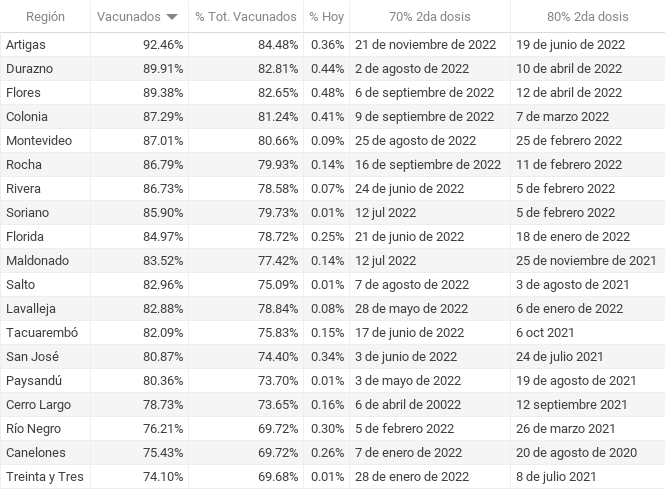 Región Vacunados % Tot. Vacunados % Hoy 70% 2da dosis 80% 2da dosis
Artigas 92.46% 84.48% 0.36% 21 de noviembre de 2022 19 de junio de 2022
Durazno 89.91% 82.81% 0.44% 2 de agosto de 2022 10 de abril de 2022
Flores 89.38% 82.65% 0.48% 6 de septiembre de 2022 12 de abril de 2022
Colonia 87.29% 81.24% 0.41% 9 de septiembre de 2022 7 de marzo 2022
Montevideo 87.01% 80.66% 0.09% 25 de agosto de 2022 25 de febrero 2022
Rocha 86.79% 79.93% 0.14% 16 de septiembre de 2022 11 de febrero 2022
Rivera 86.73% 78.58% 0.07% 24 de junio de 2022 5 de febrero 2022
Soriano 85.90% 79.73% 0.01% 12 jul 2022 5 de febrero 2022
Florida 84.97% 78.72% 0.25% 21 de junio de 2022 18 de enero de 2022
Maldonado 83.52% 77.42% 0.14% 12 jul 2022 25 de noviembre de 2021
Salto 82.96% 75.09% 0.01% 7 de agosto de 2022 3 de agosto de 2021
Lavalleja 82.88% 78.84% 0.08% 28 de mayo de 2022 6 de enero de 2022
Tacuarembó 82.09% 75.83% 0.15% 17 de junio de 2022 6 oct 2021
San José 80.87% 74.40% 0.34% 3 de junio de 2022 24 de julio 2021
Paysandú 80.36% 73.70% 0.01% 3 de mayo de 2022 19 de agosto de 2021
Cerro Largo 78.73% 73.65% 0.16% 6 de abril de 20022 12 septiembre 2021
Río Negro 76.21% 69.72% 0.30% 5 de febrero 2022 26 de marzo 2021
Canelones 75.43% 69.72% 0.26% 7 de enero de 2022 20 de agosto de 2020
Treinta y Tres 74.10% 69.68% 0.01% 28 de enero de 2022 8 de julio 2021